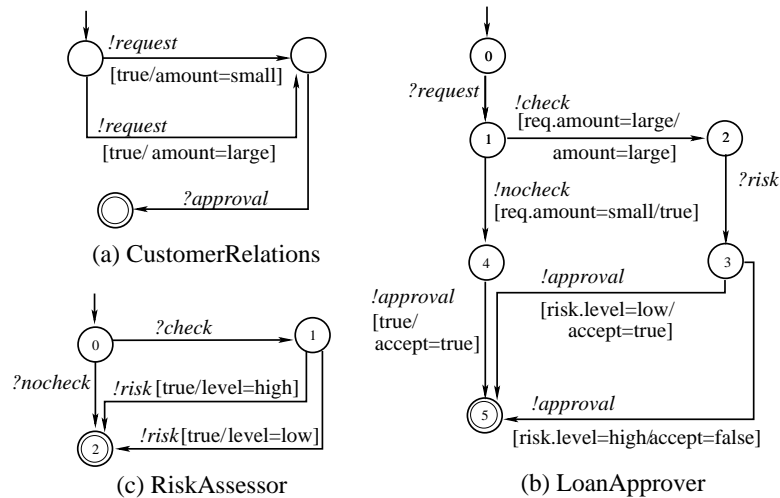 !request
[true/amount=small]
!request
[true/ amount=large]
?approval
(a) CustomerRelations
0
?request
!check
[req.amount=large/
amount=large]
1
2
!nocheck
[req.amount=small/true]
?risk
4
3
!approval
[true/
accept=true]
!approval
[risk.level=low/
accept=true]
5
!approval
[risk.level=high/accept=false]
(b) LoanApprover
0
?check
1
?nocheck
!risk [true/level=high]
!risk [true/level=low]
2
(c) RiskAssessor